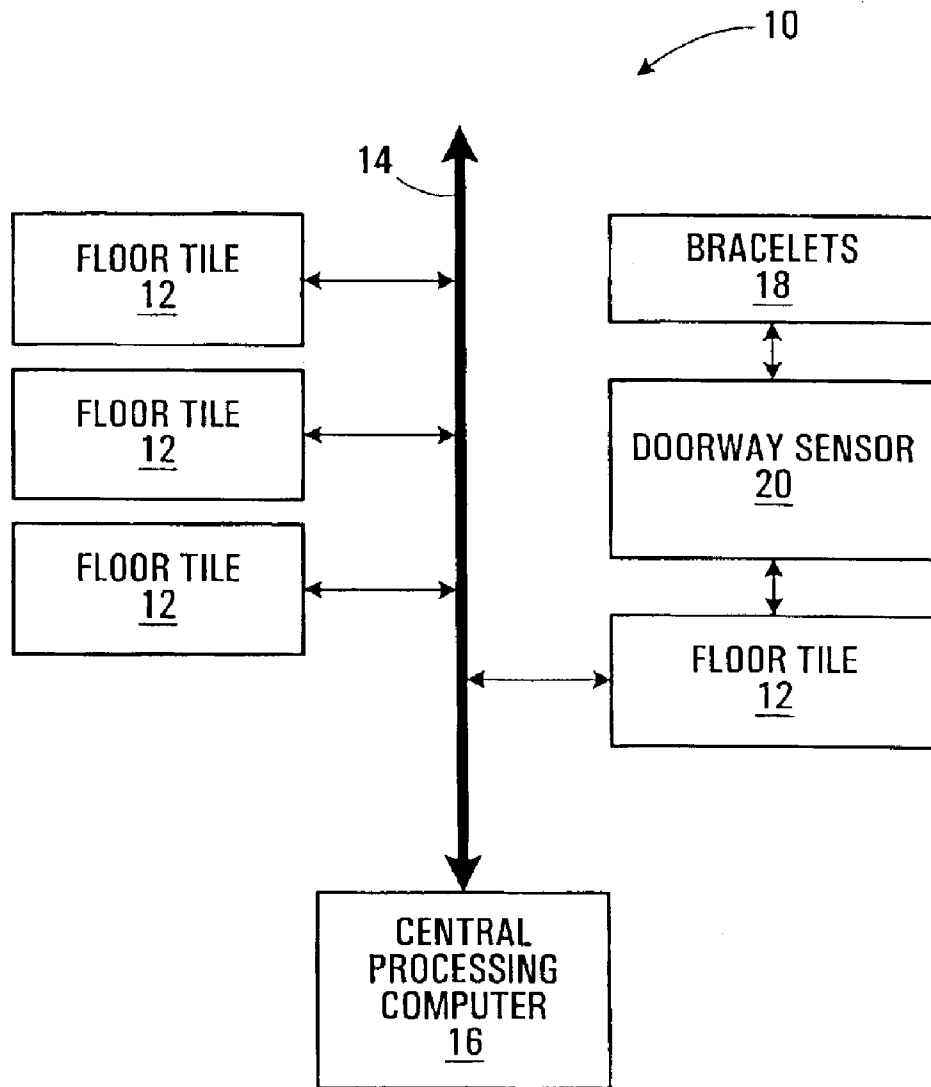 10
14
FLOOR TILE
12
FLOOR TILE
12
FLOOR TILE
12
BRACELETS
18
DOORWAY SENSOR
20
FLOOR TILE
12
CENTRAL
PROCESSING
COMPUTER
16